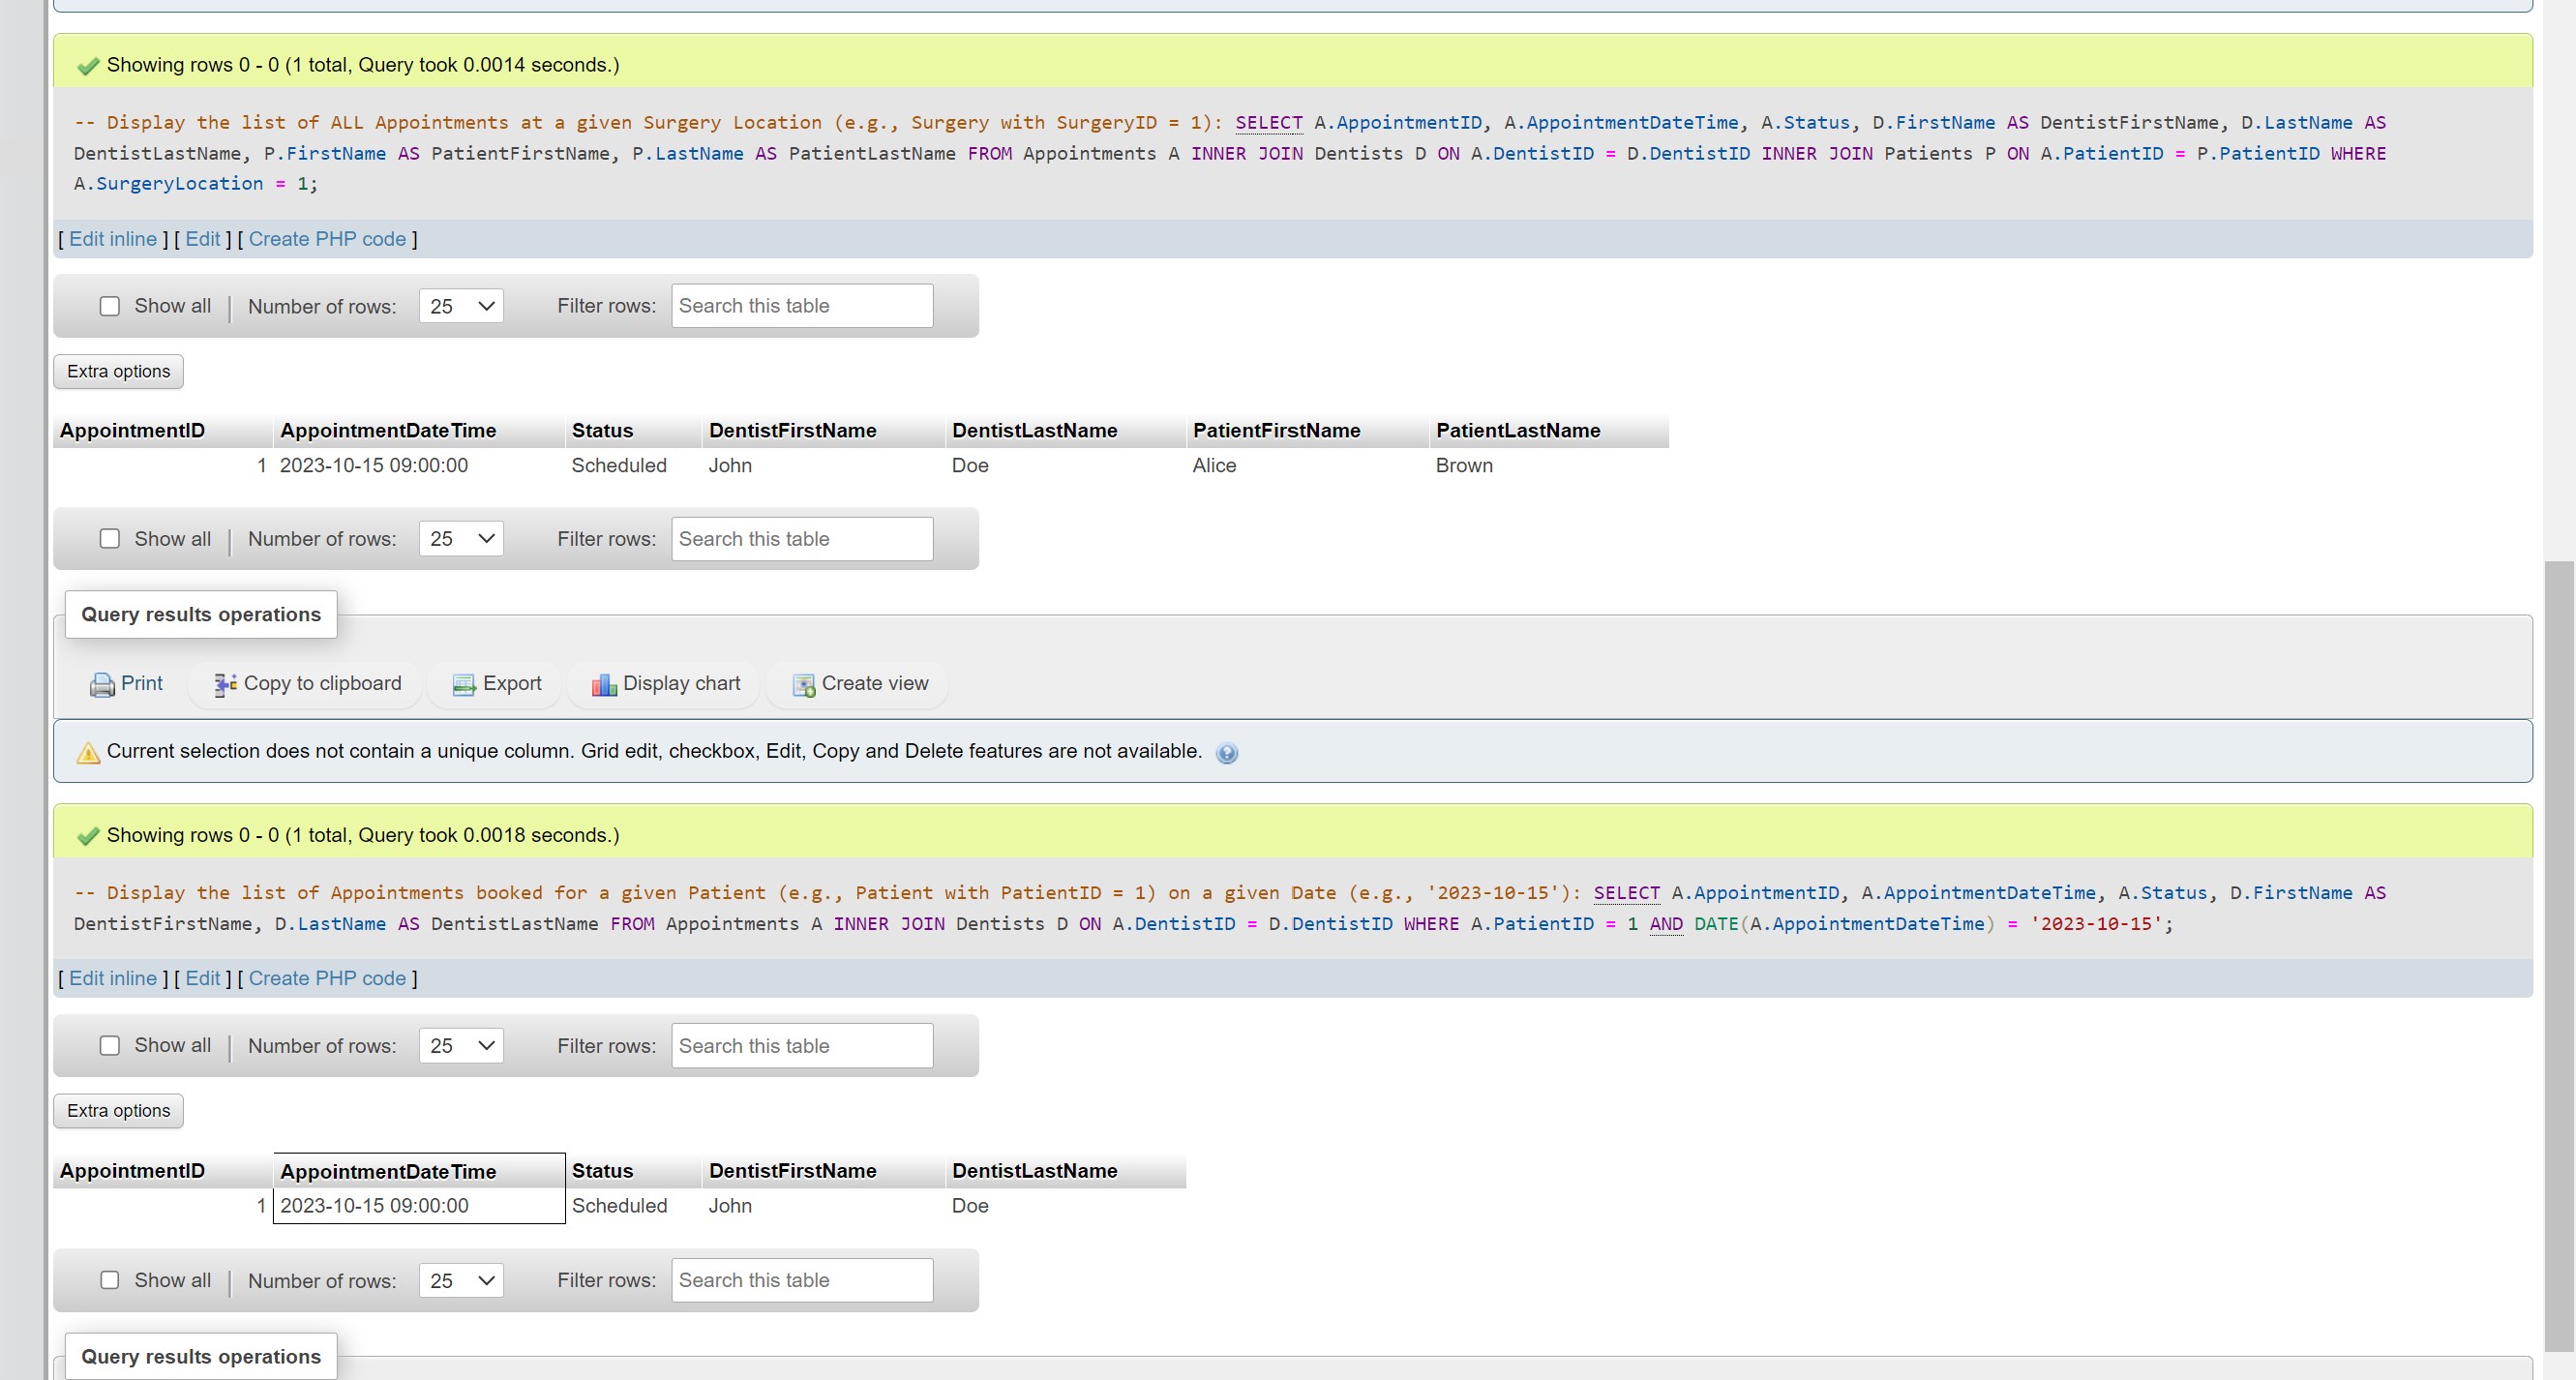 Showing rows 0 - 0 (1 total, Query took 0.0014 seconds.)
-- Display the list of ALL Appointments at a given Surgery Location (e.g., Surgery with SurgeryID = 1): SELECT A.AppointmentID, A.AppointmentDateTime, A.Status, D.FirstName AS DentistFirstName, D.LastName AS
DentistLastName, P.FirstName AS PatientFirstName, P.LastName AS PatientLastName FROM Appointments A INNER JOIN Dentists D ON A.DentistID = D.DentistID INNER JOIN Patients P ON A.PatientID = P.PatientID WHERE
A.SurgeryLocation = 1;
[ Edit inline ] [ Edit ] [ Create PHP code ]
Show all | Number of rows: 25 Filter rows: Search this table
Extra options
AppointmentID AppointmentDateTime Status DentistFirstName DentistLastName PatientFirstName PatientLastName
1 2023-10-15 09:00:00 Scheduled John Doe Alice Brown
Show all | Number of rows: 25 Filter rows: Search this table
Query results operations
Print Copy to clipboard Export Display chart Create view
Current selection does not contain a unique column. Grid edit, checkbox, Edit, Copy and Delete features are not available.
Showing rows 0 - 0 (1 total, Query took 0.0018 seconds.)
-- Display the list of Appointments booked for a given Patient (e.g., Patient with PatientID = 1) on a given Date (e.g., '2023-10-15'): SELECT A.AppointmentID, A.AppointmentDateTime, A.Status, D.FirstName AS
DentistFirstName, D.LastName AS DentistLastName FROM Appointments A INNER JOIN Dentists D ON A.DentistID = D.DentistID WHERE A.PatientID = 1 AND DATE(A.AppointmentDateTime) = '2023-10-15';
[ Edit inline ] [ Edit ] [ Create PHP code ]
Show all | Number of rows: 25 Filter rows: Search this table
Extra options
AppointmentID AppointmentDateTime Status DentistFirstName DentistLastName
1 2023-10-15 09:00:00 Scheduled John Doe
Show all | Number of rows: 25 Filter rows: Search this table
Query results operations